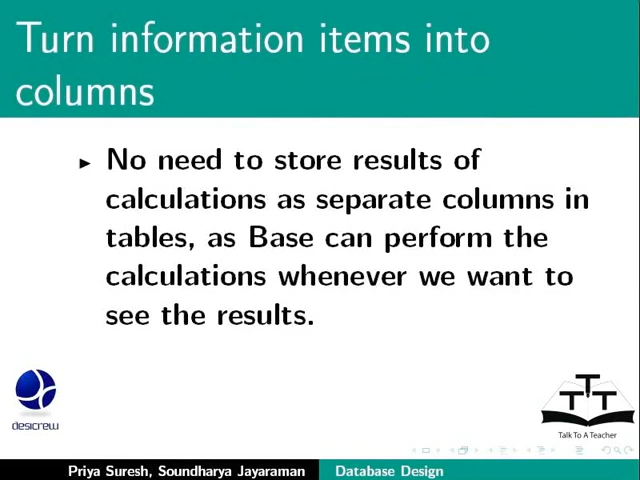 Turn information items into
columns
No need to store results of
calculations as separate columns in
tables, as Base can perform the
calculations whenever we want to
see the results.
desicrew
T T T
Talk To A Teacher
Priya Suresh, Soundharya Jayaraman Database Design